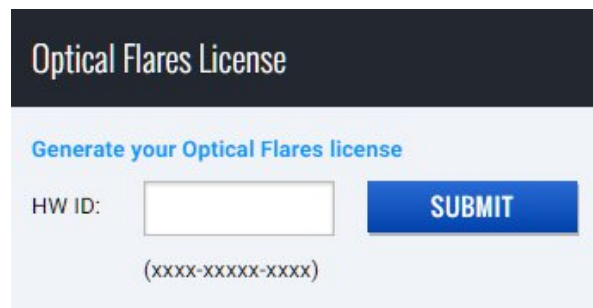 Optical Flares License
Generate your Optical Flares license
HW ID:
SUBMIT
(xxxx-xxxxx-xxxx)